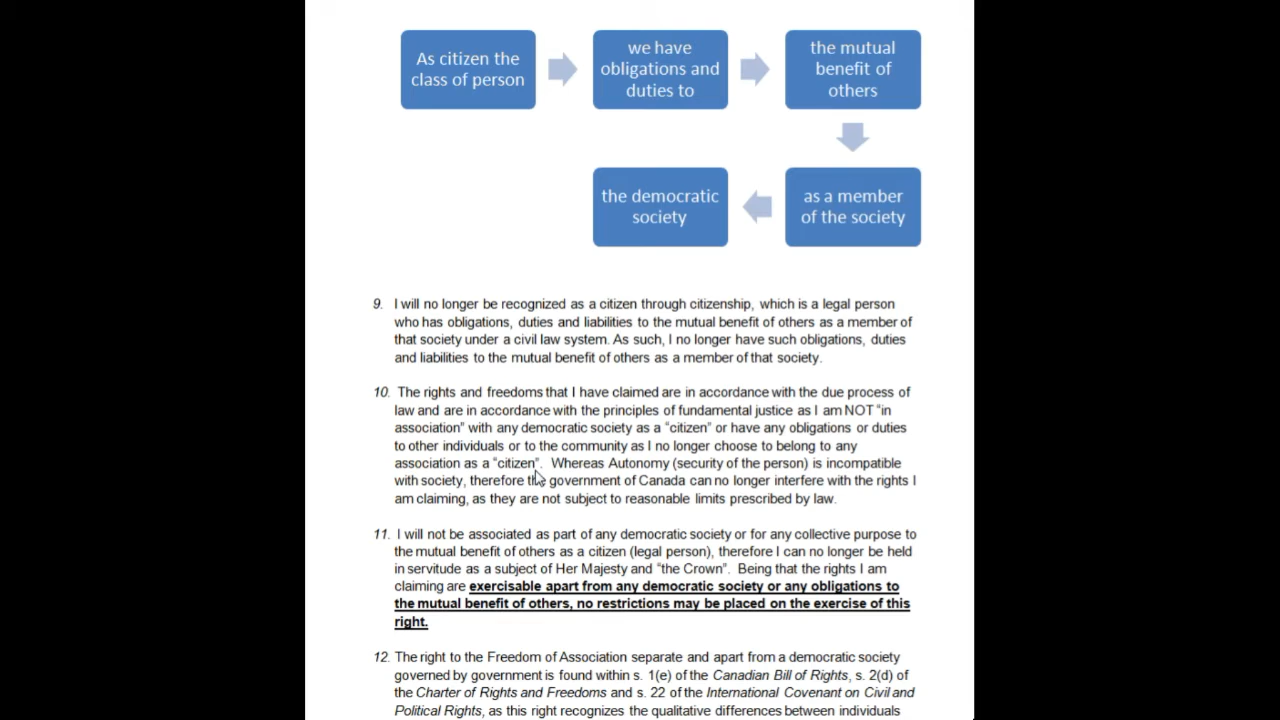 As citizen the
class of person
we have
obligations and
duties to
the mutual
benefit of
others
as a member
of the society
the democratic
society
9. I will no longer be recognized as a citizen through citizenship, which is a legal person
who has obligations, duties and liabilities to the mutual benefit of others as a member of
that society under a civil law system. As such, I no longer have such obligations, duties
and liabilities to the mutual benefit of others as a member of that society.
10. The rights and freedoms that I have claimed are in accordance with the due process of
law and are in accordance with the principles of fundamental justice as I am NOT "in
association" with any democratic society as a "citizen" or have any obligations or duties
to other individuals or to the community as I no longer choose to belong to any
association as a "citizen". Whereas Autonomy (security of the person) is incompatible
with society, therefore the government of Canada can no longer interfere with the rights I
am claiming, as they are not subject to reasonable limits prescribed by law.
11. I will not be associated as part of any democratic society or for any collective purpose to
the mutual benefit of others as a citizen (legal person), therefore I can no longer be held
in servitude as a subject of Her Majesty and "the Crown". Being that the rights I am
claiming are exercisable apart from any democratic society or any obligations to
the mutual benefit of others, no restrictions may be placed on the exercise of this
right.
12. The right to the Freedom of Association separate and apart from a democratic society
governed by government is found within s. 1(e) of the Canadian Bill of Rights, s. 2(d) of
the Charter of Rights and Freedoms and s. 22 of the International Covenant on Civil and
Political Rights, as this right recognizes the qualitative differences between individuals